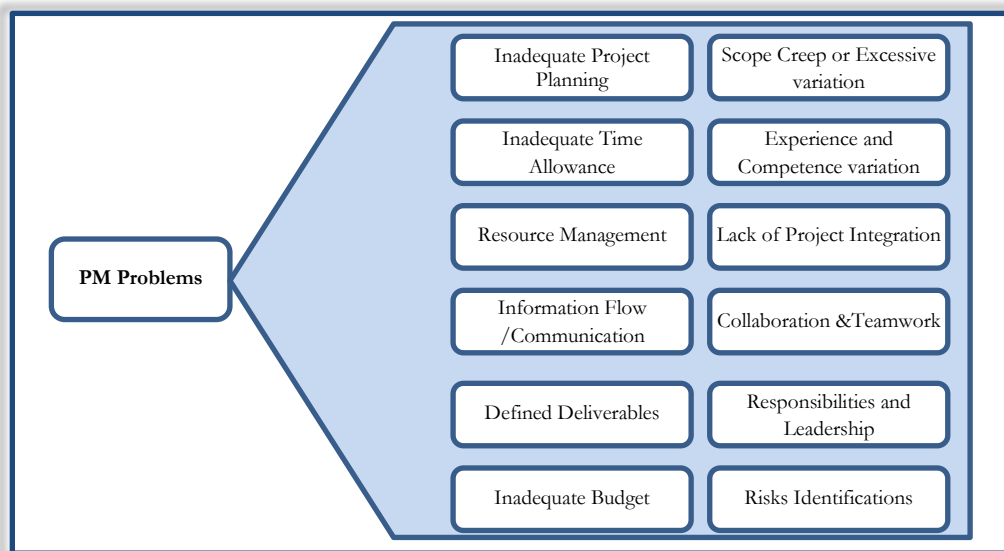 PM Problems
Inadequate Project
Planning
Scope Creep or Excessive
variation
Inadequate Time
Allowance
Experience and
Competence variation
Resource Management
Lack of Project Integration
Information Flow
/Communication
Collaboration &Teamwork
Defined Deliverables
Responsibilities and
Leadership
Inadequate Budget
Risks Identifications